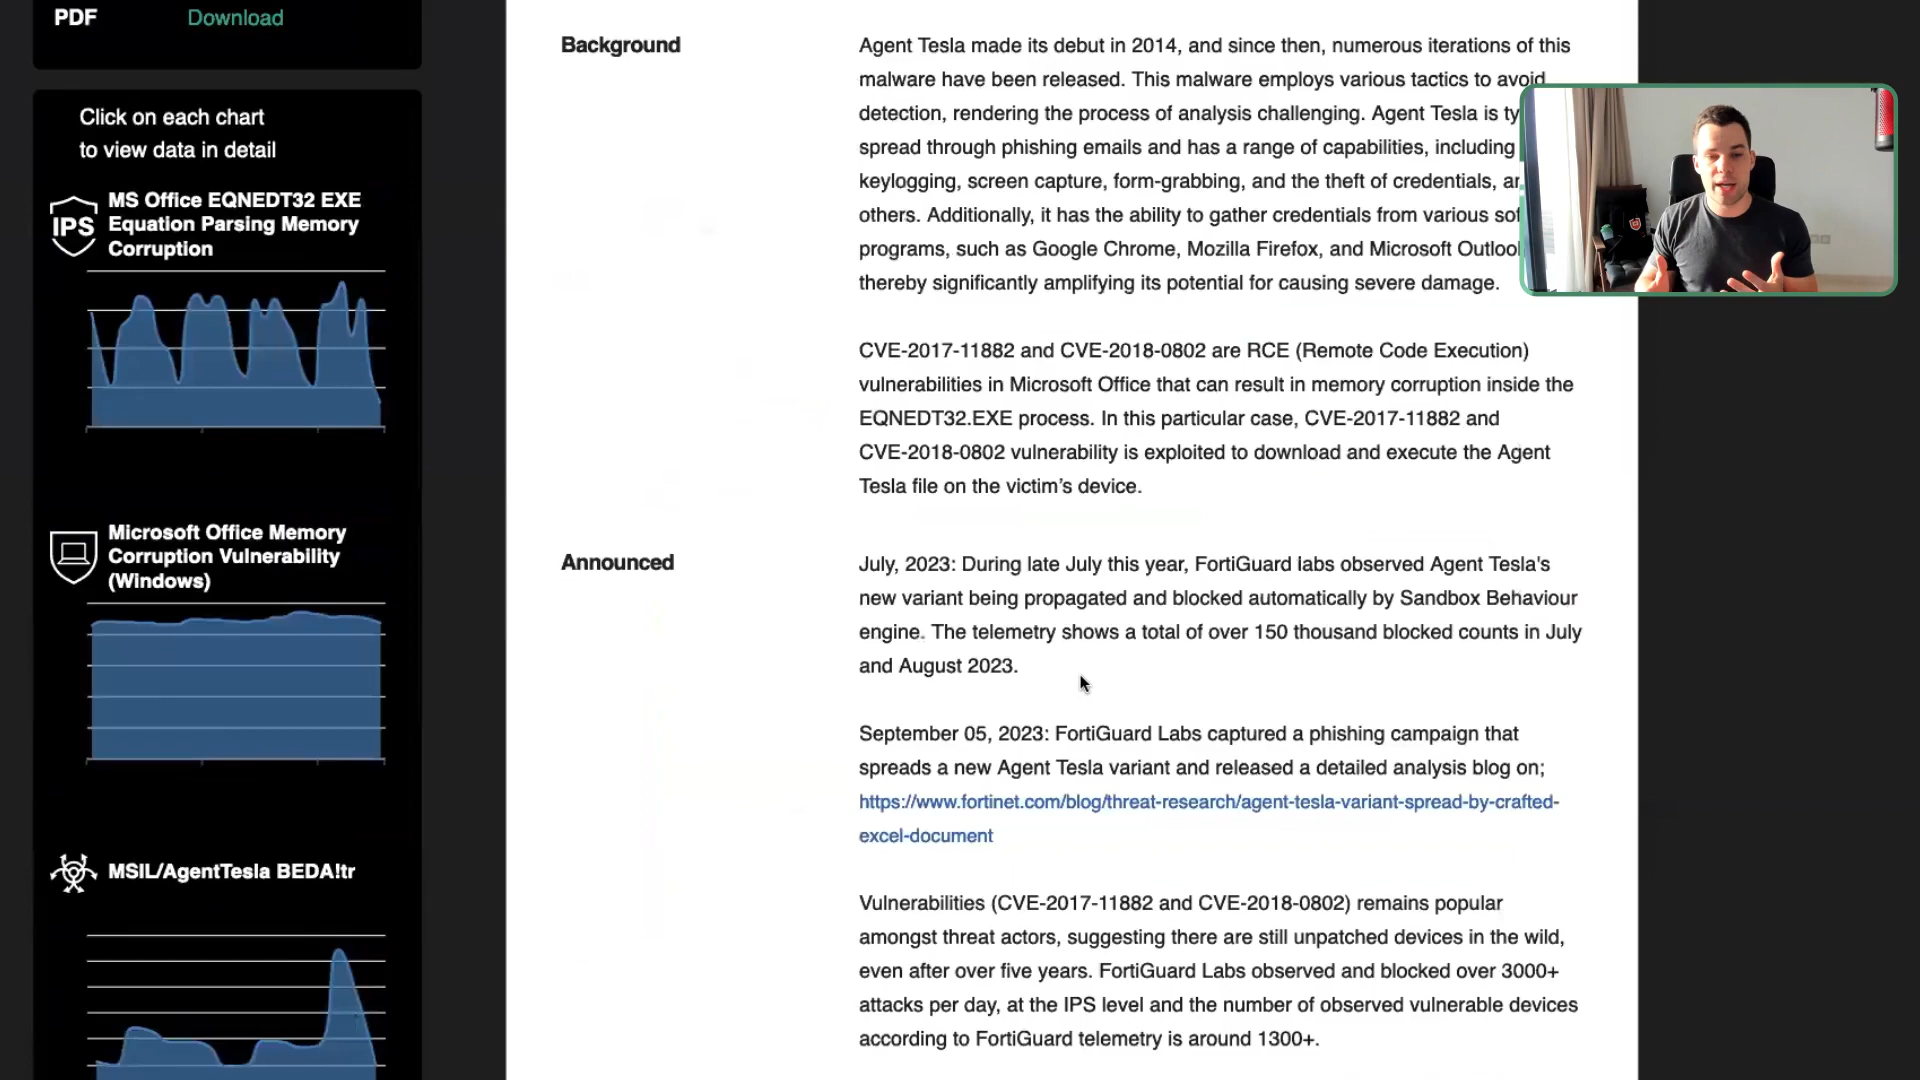 PDF
Download
Click on each chart
to view data in detail
IPS
MS Office EQNEDT32 EXE
Equation Parsing Memory
Corruption
Microsoft Office Memory
Corruption Vulnerability
(Windows)
MSIL/AgentTesla BEDA!tr
Background
Agent Tesla made its debut in 2014, and since then, numerous iterations of this
malware have been released. This malware employs various tactics to avoid
detection, rendering the process of analysis challenging. Agent Tesla is ty
spread through phishing emails and has a range of capabilities, including
keylogging, screen capture, form-grabbing, and the theft of credentials,
others. Additionally, it has the ability to gather credentials from various
programs, such as Google Chrome, Mozilla Firefox, and Microsoft Outlook
thereby significantly amplifying its potential for causing severe damage.
CVE-2017-11882 and CVE-2018-0802 are RCE (Remote Code Execution)
vulnerabilities in Microsoft Office that can result in memory corruption inside the
EQNEDT32.EXE process. In this particular case, CVE-2017-11882 and
CVE-2018-0802 vulnerability is exploited to download and execute the Agent
Tesla file on the victim's device.
Announced
July, 2023: During late July this year, FortiGuard labs observed Agent Tesla's
new variant being propagated and blocked automatically by Sandbox Behaviour
engine. The telemetry shows a total of over 150 thousand blocked counts in July
and August 2023.
September 05, 2023: FortiGuard Labs captured a phishing campaign that
spreads a new Agent Tesla variant and released a detailed analysis blog on;
https://www.fortinet.com/blog/threat-research/agent-tesla-variant-spread-by-crafted-
excel-document
Vulnerabilities (CVE-2017-11882 and CVE-2018-0802) remains popular
amongst threat actors, suggesting there are still unpatched devices in the wild,
even after over five years. FortiGuard Labs observed and blocked over 3000+
attacks per day, at the IPS level and the number of observed vulnerable devices
according to FortiGuard telemetry is around 1300+.